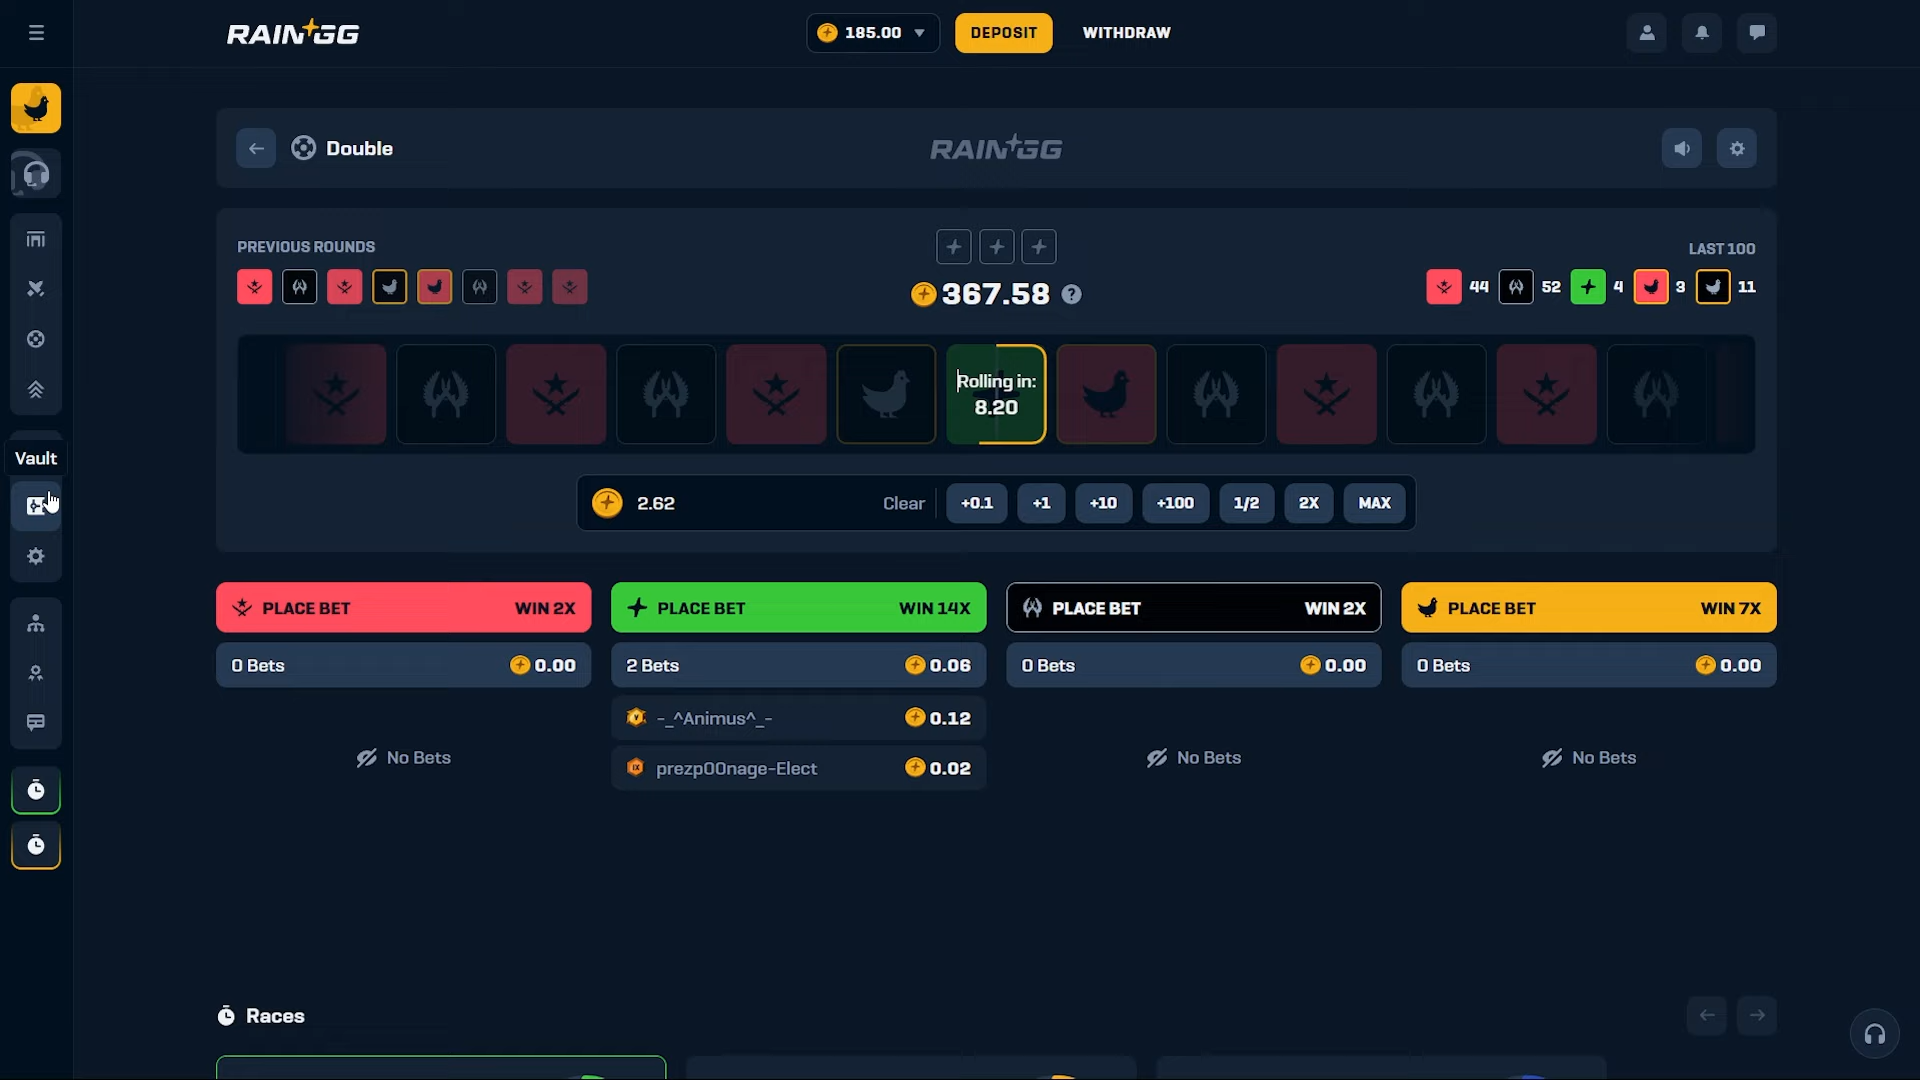 RAIN GG
185.00
DEPOSIT
WITHDRAW
Double
RAIN GG
PREVIOUS ROUNDS
367.58 ?
LAST 100
44 52 4 3 11
Rolling in:
8.20
Vault
2.62
Clear
+0.1
+1
+10
+100
1/2
2X
MAX
PLACE BET WIN 2X
PLACE BET WIN 14X
PLACE BET WIN 2X
PLACE BET WIN 7X
0 Bets 0.00
2 Bets 0.06
0 Bets 0.00
0 Bets 0.00
-_^Animus^_- 0.12
prezp00nage-Elect 0.02
No Bets
No Bets
No Bets
Races